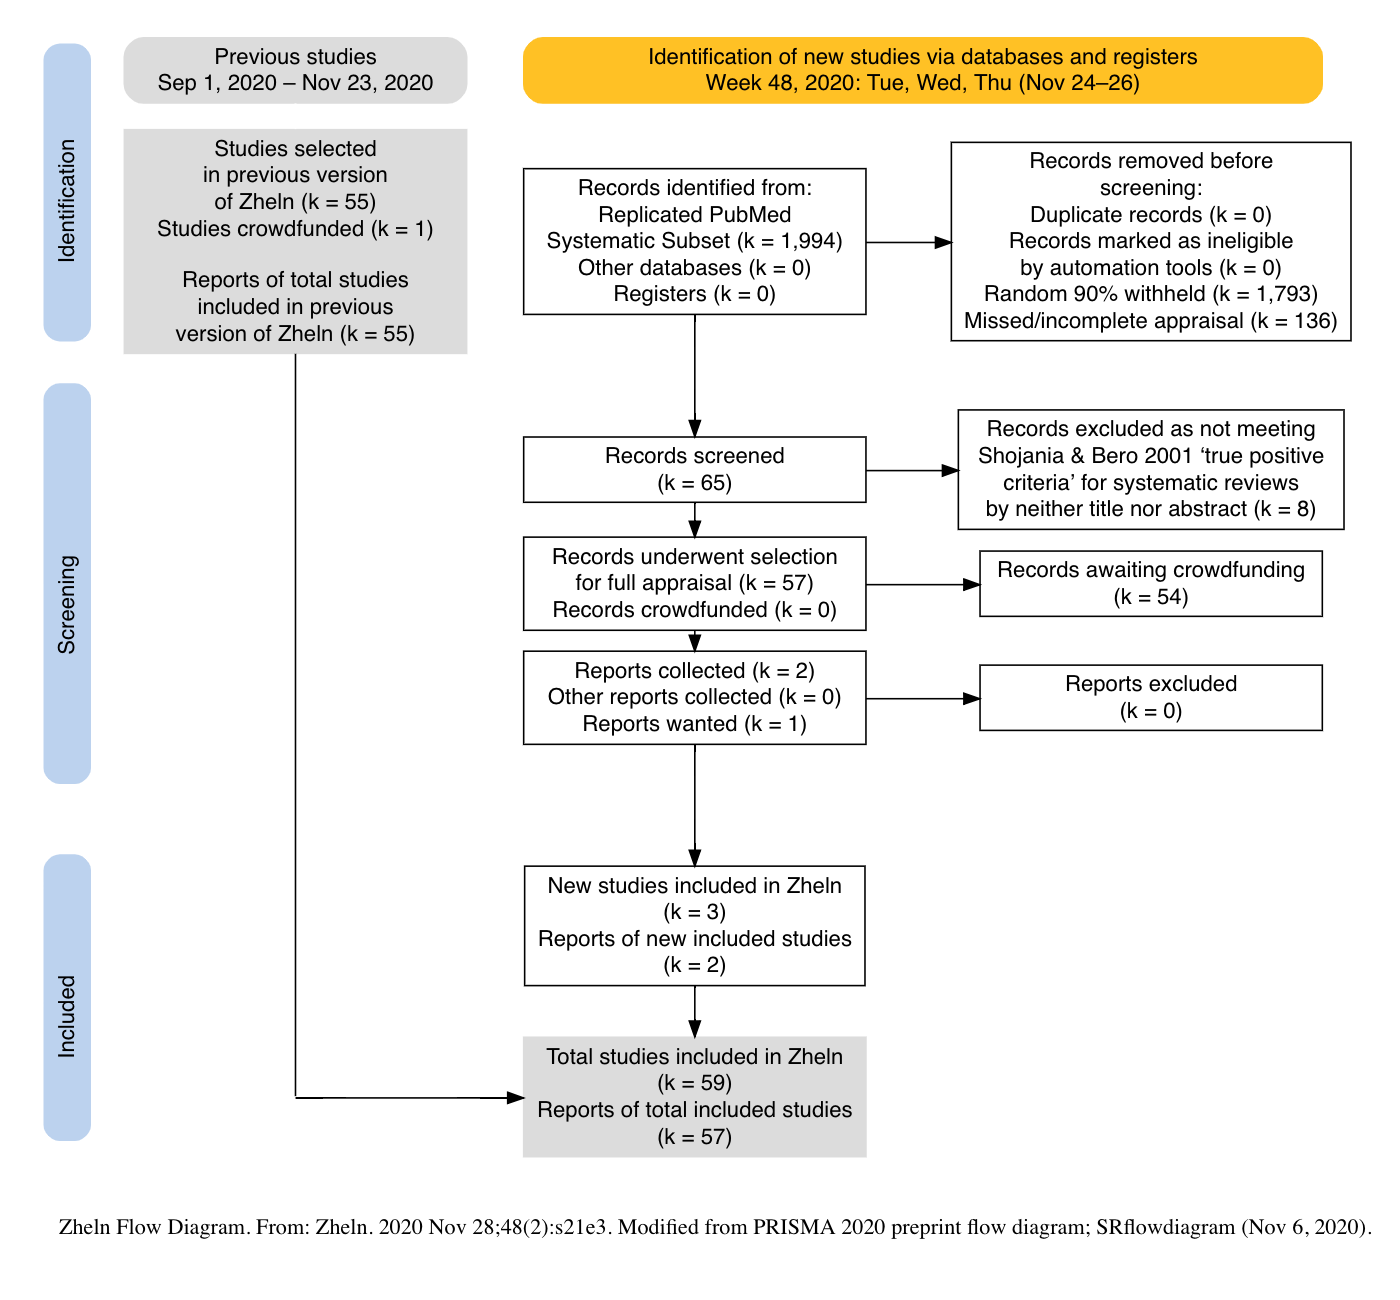 Previous studies
Sep 1, 2020 – Nov 23, 2020
Identification of new studies via databases and registers
Week 48, 2020: Tue, Wed, Thu (Nov 24–26)
Identification
Studies selected
in previous version
of Zheln (k = 55)
Studies crowdfunded (k = 1)
Reports of total studies
included in previous
version of Zheln (k = 55)
Records identified from:
Replicated PubMed
Systematic Subset (k = 1,994)
Other databases (k = 0)
Registers (k = 0)
Records removed before
screening:
Duplicate records (k = 0)
Records marked as ineligible
by automation tools (k = 0)
Random 90% withheld (k = 1,793)
Missed/incomplete appraisal (k = 136)
Screening
Records screened
(k = 65)
Records excluded as not meeting
Shojania & Bero 2001 ‘true positive
criteria’ for systematic reviews
by neither title nor abstract (k = 8)
Records underwent selection
for full appraisal (k = 57)
Records crowdfunded (k = 0)
Records awaiting crowdfunding
(k = 54)
Reports collected (k = 2)
Other reports collected (k = 0)
Reports wanted (k = 1)
Reports excluded
(k = 0)
Included
New studies included in Zheln
(k = 3)
Reports of new included studies
(k = 2)
Total studies included in Zheln
(k = 59)
Reports of total included studies
(k = 57)
Zheln Flow Diagram. From: Zheln. 2020 Nov 28;48(2):s21e3. Modified from PRISMA 2020 preprint flow diagram; SRflowdiagram (Nov 6, 2020).